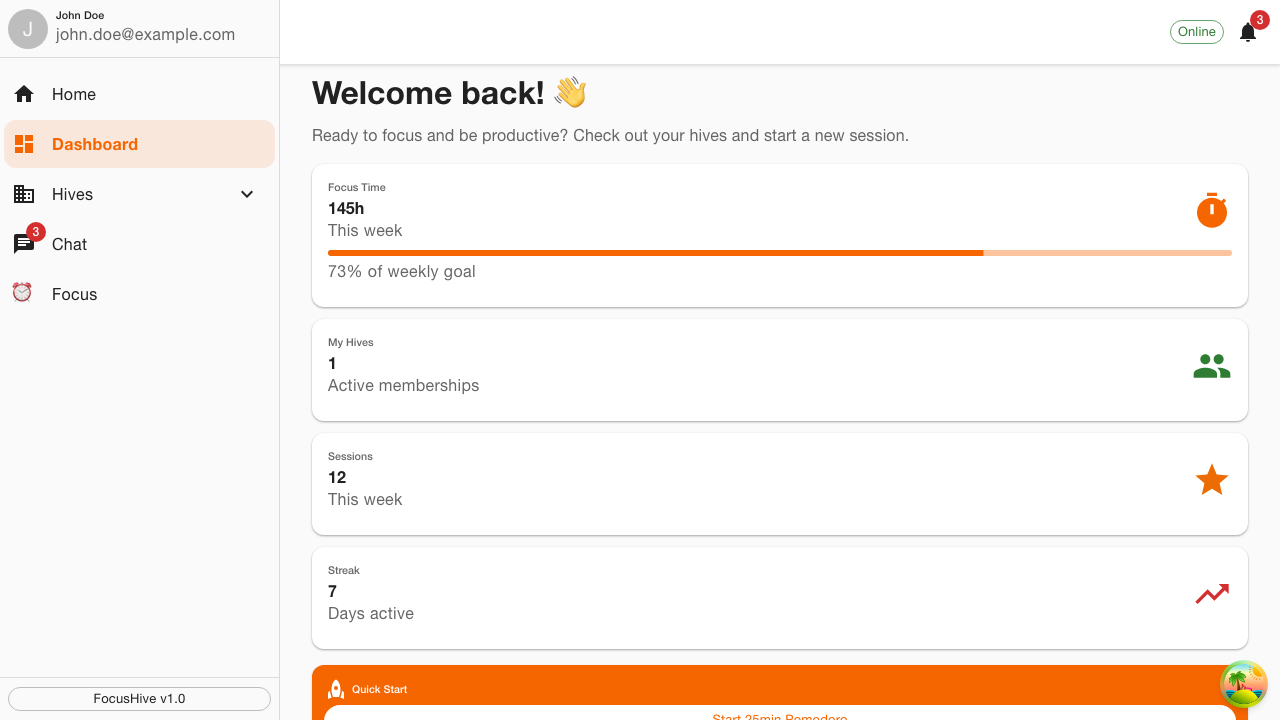 J
John Doe
john.doe@example.com
Online
3
Home
Dashboard
Hives
3
Chat
Focus
FocusHive v1.0
Welcome back! 👋
Ready to focus and be productive? Check out your hives and start a new session.
Focus Time
145h
This week
73% of weekly goal
My Hives
1
Active memberships
Sessions
12
This week
Streak
7
Days active
Quick Start
Start 25min Pomodoro